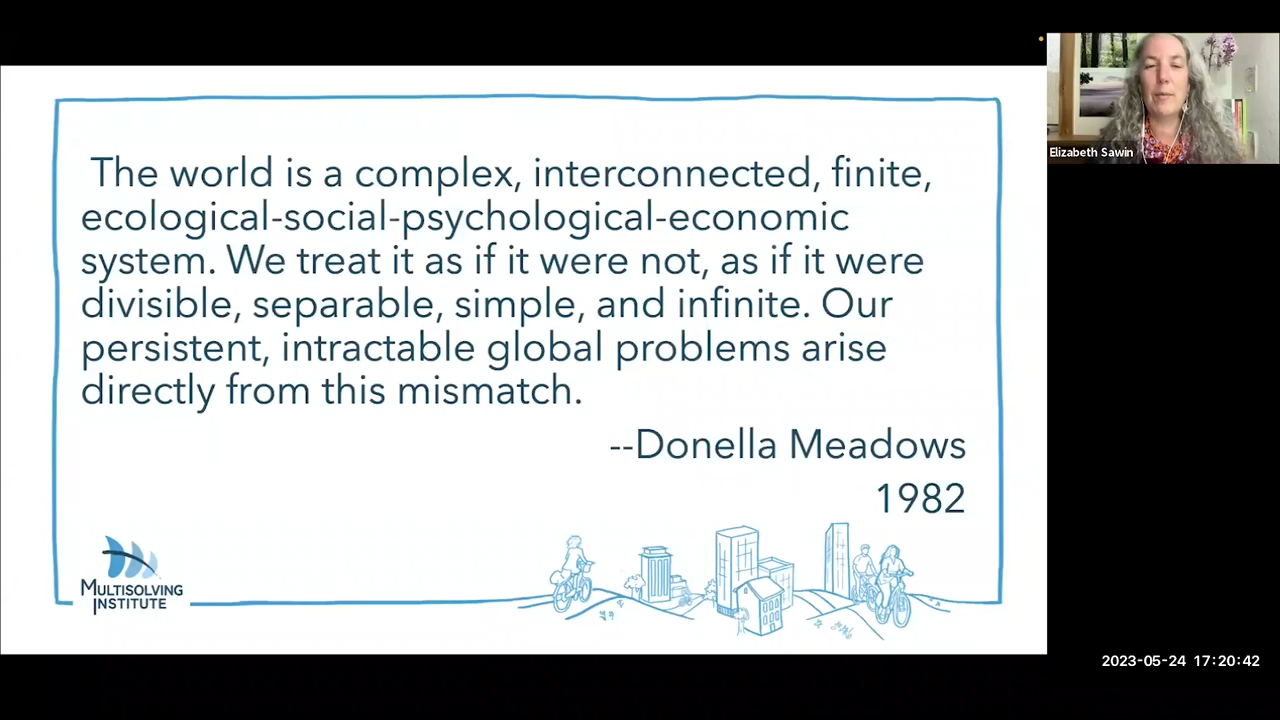 The world is a complex, interconnected, finite,
ecological-social-psychological-economic
system. We treat it as if it were not, as if it were
divisible, separable, simple, and infinite. Our
persistent, intractable global problems arise
directly from this mismatch.
--Donella Meadows
1982
MULTISOLVING
INSTITUTE
Elizabeth Sawin
2023-05-24 17:20:42